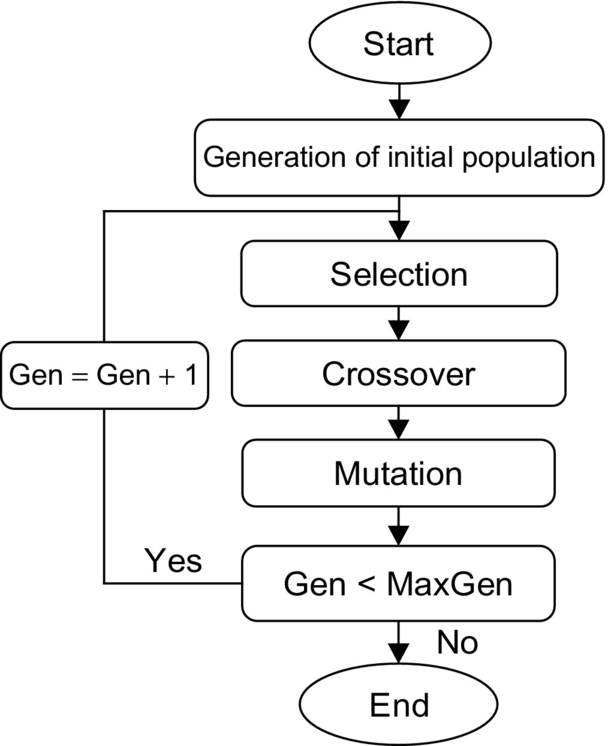 Start
Generation of initial population
Selection
Gen = Gen + 1
Crossover
Mutation
Yes
Gen < MaxGen
No
End